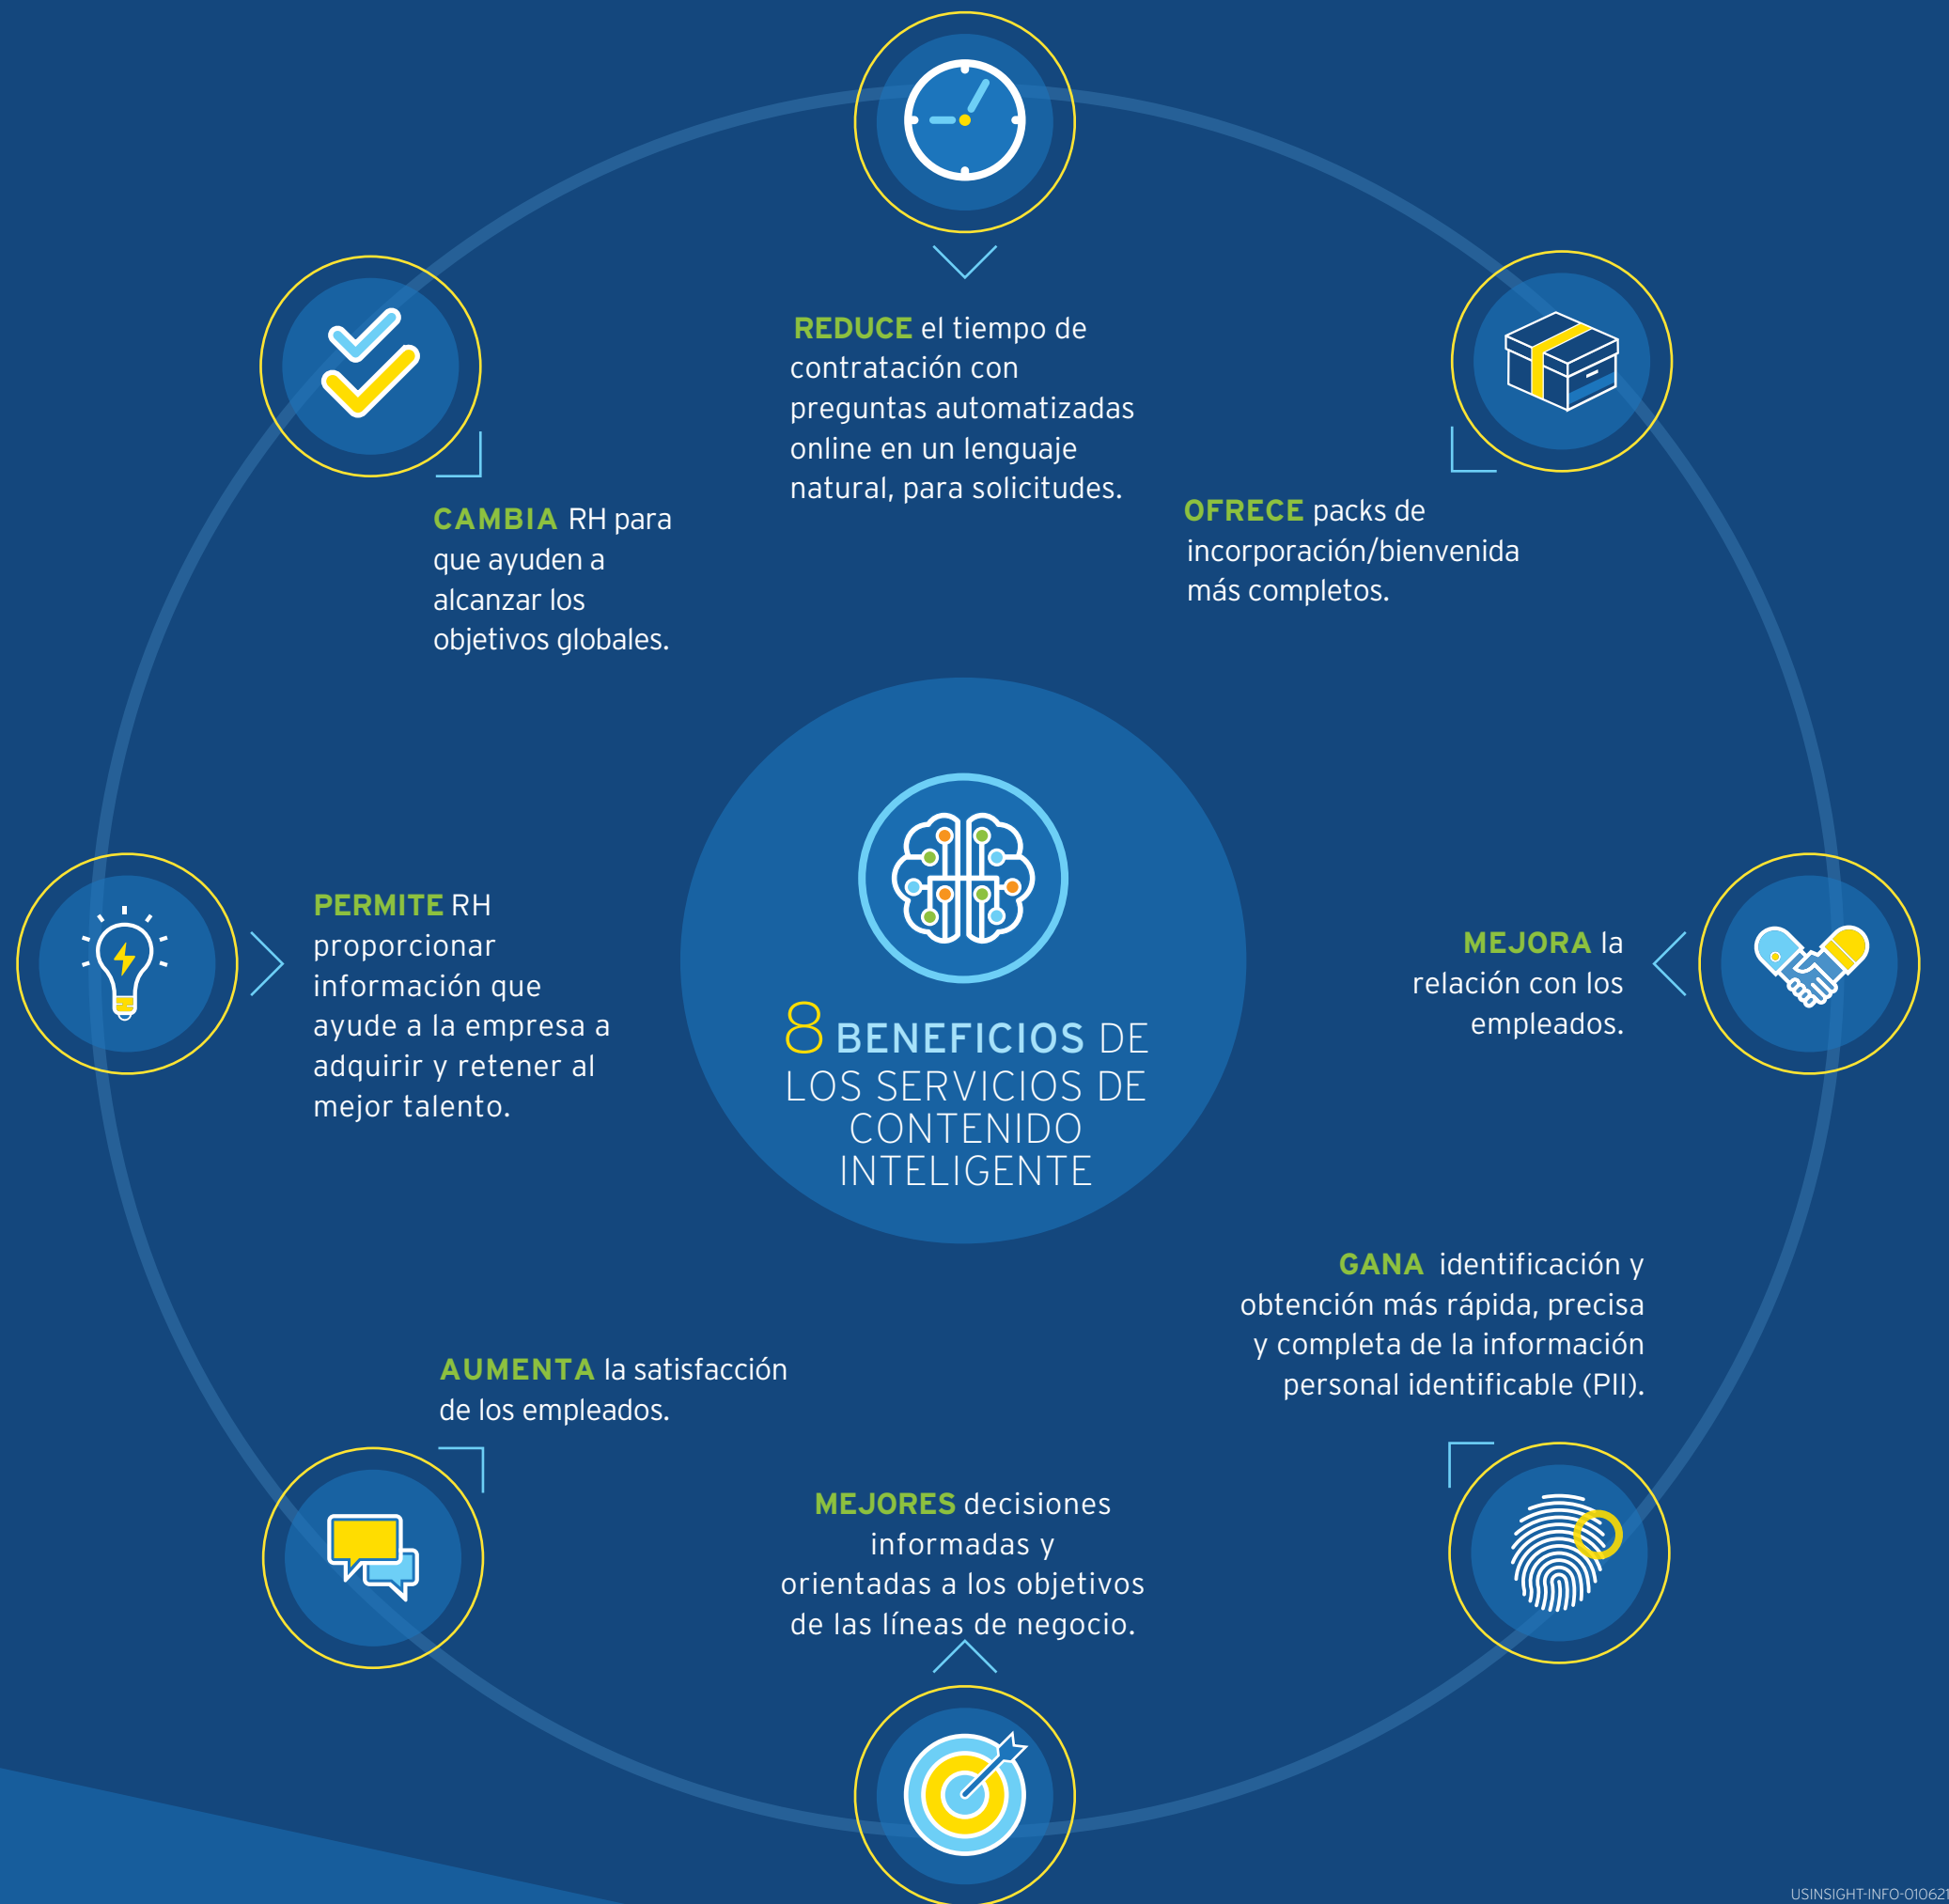 REDUCE el tiempo de
contratación con
preguntas automatizadas
online en un lenguaje
natural, para solicitudes.
OFRECE packs de
incorporación/bienvenida
más completos.
MEJORA la
relación con los
empleados.
GANA identificación y
obtención más rápida, precisa
y completa de la información
personal identificable (PII).
MEJORES decisiones
informadas y
orientadas a los objetivos
de las líneas de negocio.
AUMENTA la satisfacción
de los empleados.
PERMITE RH
proporcionar
información que
ayude a la empresa a
adquirir y retener al
mejor talento.
CAMBIA RH para
que ayuden a
alcanzar los
objetivos globales.
8 BENEFICIOS DE
LOS SERVICIOS DE
CONTENIDO
INTELIGENTE
USINSIGHT-INFO-010621